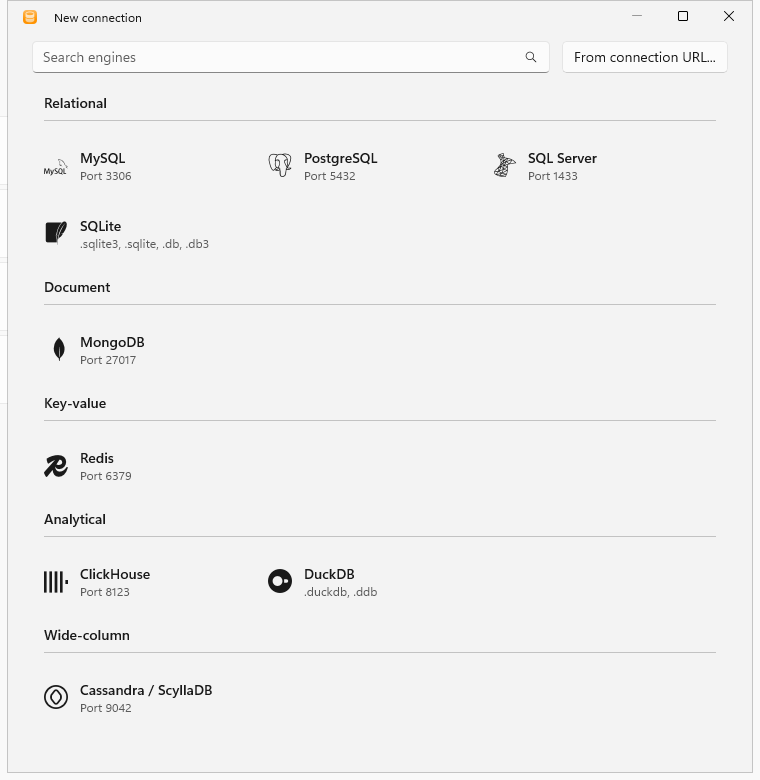 New connection
Search engines
From connection URL...
Relational
MySQL
MySQL
Port 3306
PostgreSQL
Port 5432
SQL Server
Port 1433
SQLite
.sqlite3, .sqlite, .db, .db3
Document
MongoDB
Port 27017
Key-value
Redis
Port 6379
Analytical
ClickHouse
Port 8123
DuckDB
.duckdb, .ddb
Wide-column
Cassandra / ScyllaDB
Port 9042